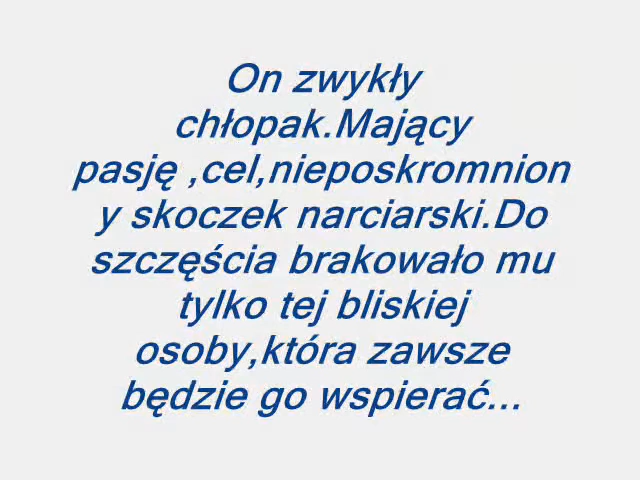 On zwykły
chłopak.Mający
pasję ,cel,nieposkromnion
y skoczek narciarski.Do
szczęścia brakowało mu
tylko tej bliskiej
osoby,która zawsze
będzie go wspierać...